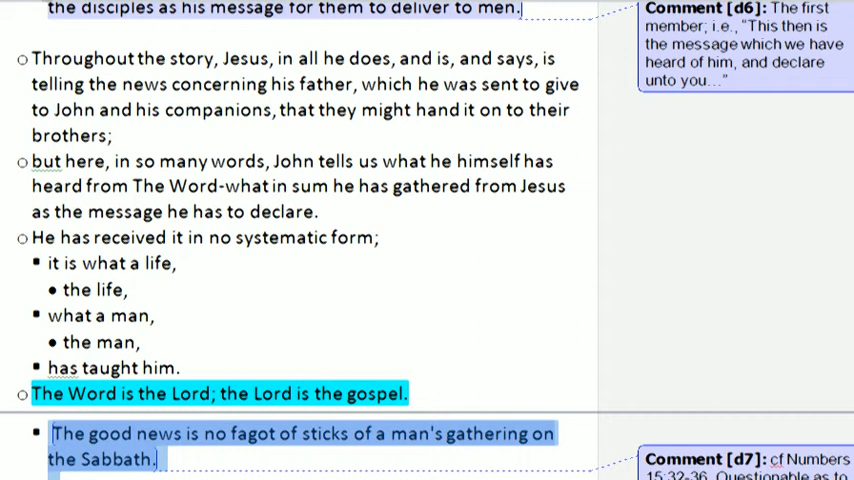 the disciples as his message for them to deliver to men.
Throughout the story, Jesus, in all he does, and is, and says, is
telling the news concerning his father, which he was sent to give
to John and his companions, that they might hand it on to their
brothers;
but here, in so many words, John tells us what he himself has
heard from The Word-what in sum he has gathered from Jesus
as the message he has to declare.
He has received it in no systematic form;
it is what a life,
the life,
what a man,
the man,
has taught him.
The Word is the Lord; the Lord is the gospel.
The good news is no fagot of sticks of a man's gathering on
the Sabbath.
Comment [d6]: The first
member; i.e., "This then is
the message which we have
heard of him, and declare
unto you..."
Comment [d7]: cf Numbers
15:32-36. Questionable as to